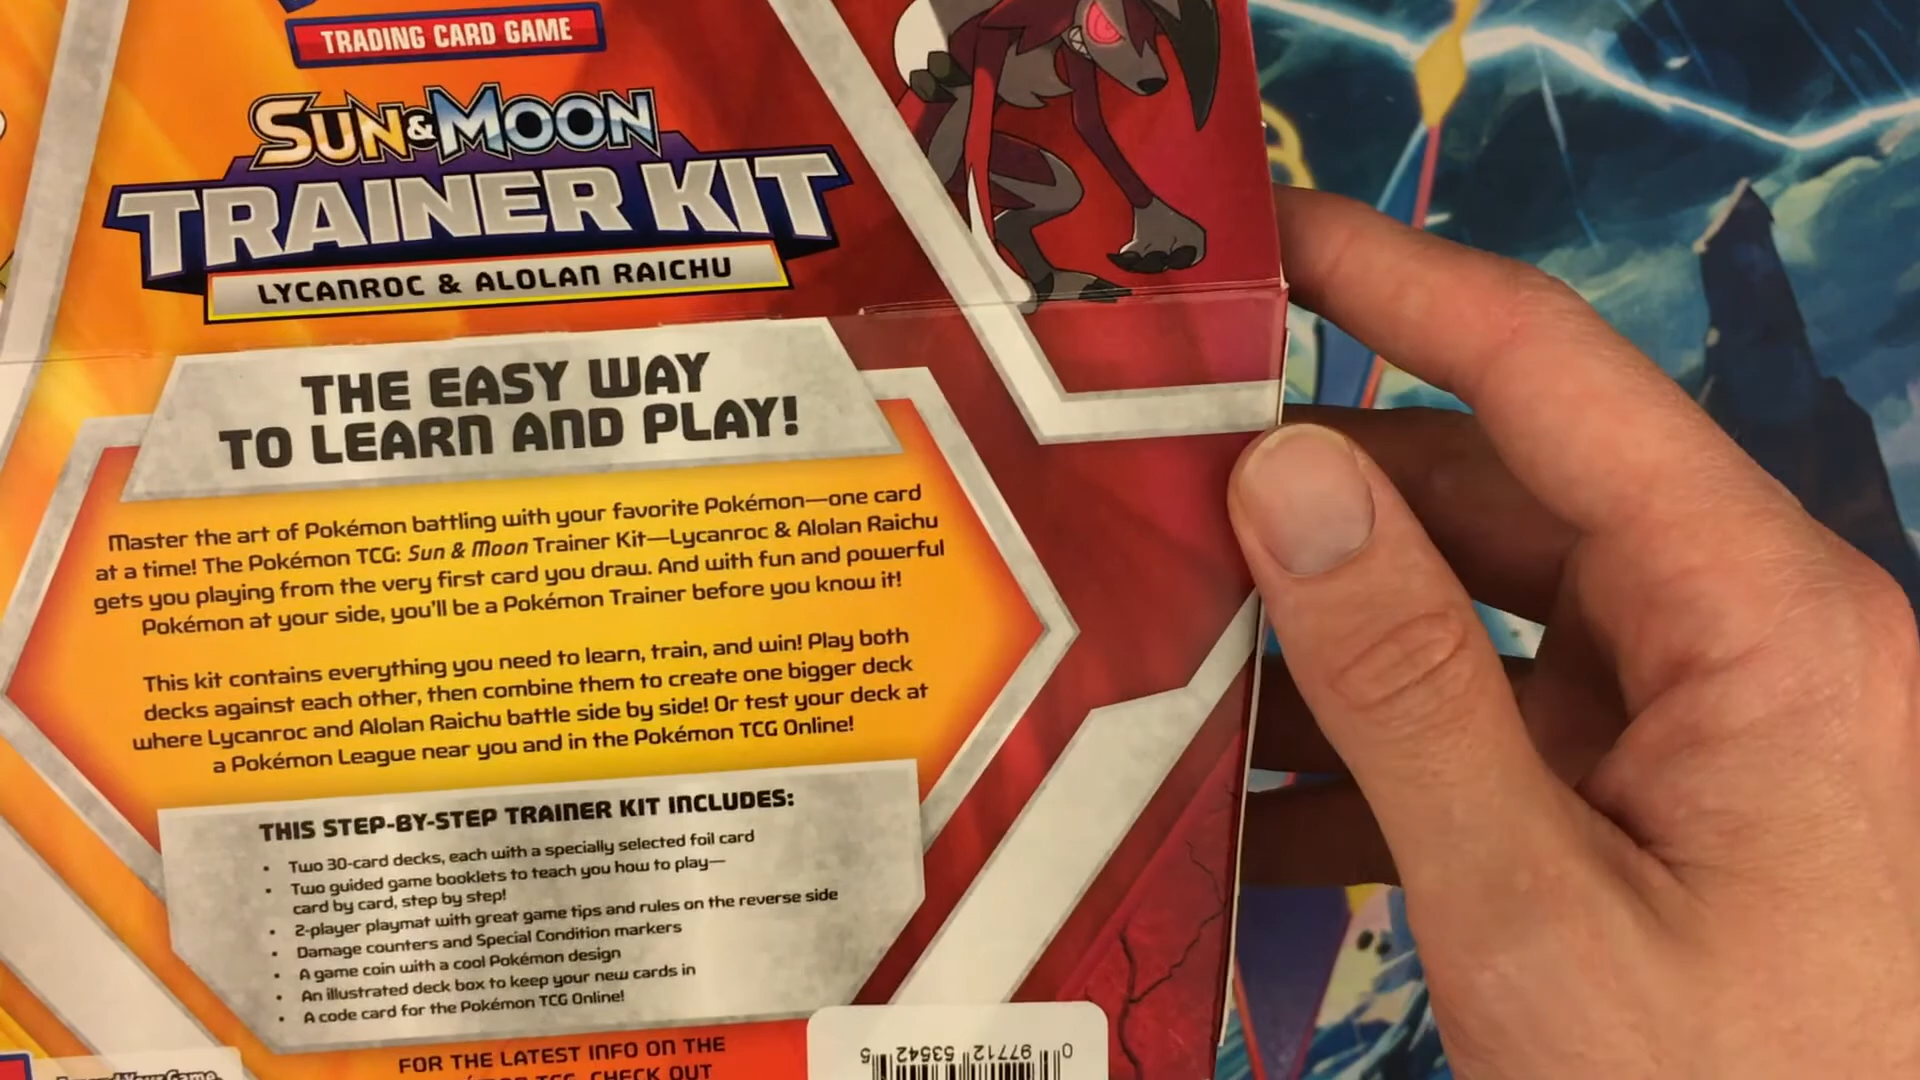 TRADING CARD GAME
SUN & MOON
TRAINER KIT
LYCANROC & ALOLAN RAICHU
THE EASY WAY
TO LEARN AND PLAY!
Master the art of Pokémon battling with your favorite Pokémon—one card
at a time! The Pokémon TCG: Sun & Moon Trainer Kit—Lycanroc & Alolan Raichu
gets you playing from the very first card you draw. And with fun and powerful
Pokémon at your side, you'll be a Pokémon Trainer before you know it!
This kit contains everything you need to learn, train, and win! Play both
decks against each other, then combine them to create one bigger deck
where Lycanroc and Alolan Raichu battle side by side! Or test your deck at
a Pokémon League near you and in the Pokémon TCG Online!
THIS STEP-BY-STEP TRAINER KIT INCLUDES:
• Two 30-card decks, each with a specially selected foil card
• Two guided game booklets to teach you how to play—
card by card, step by step!
• 2-player playmat with great game tips and rules on the reverse side
• Damage counters and Special Condition markers
• A game coin with a cool Pokémon design
• An illustrated deck box to keep your new cards in
• A code card for the Pokémon TCG Online!
FOR THE LATEST INFO ON THE
CHECK OUT
0 97712 53542 5